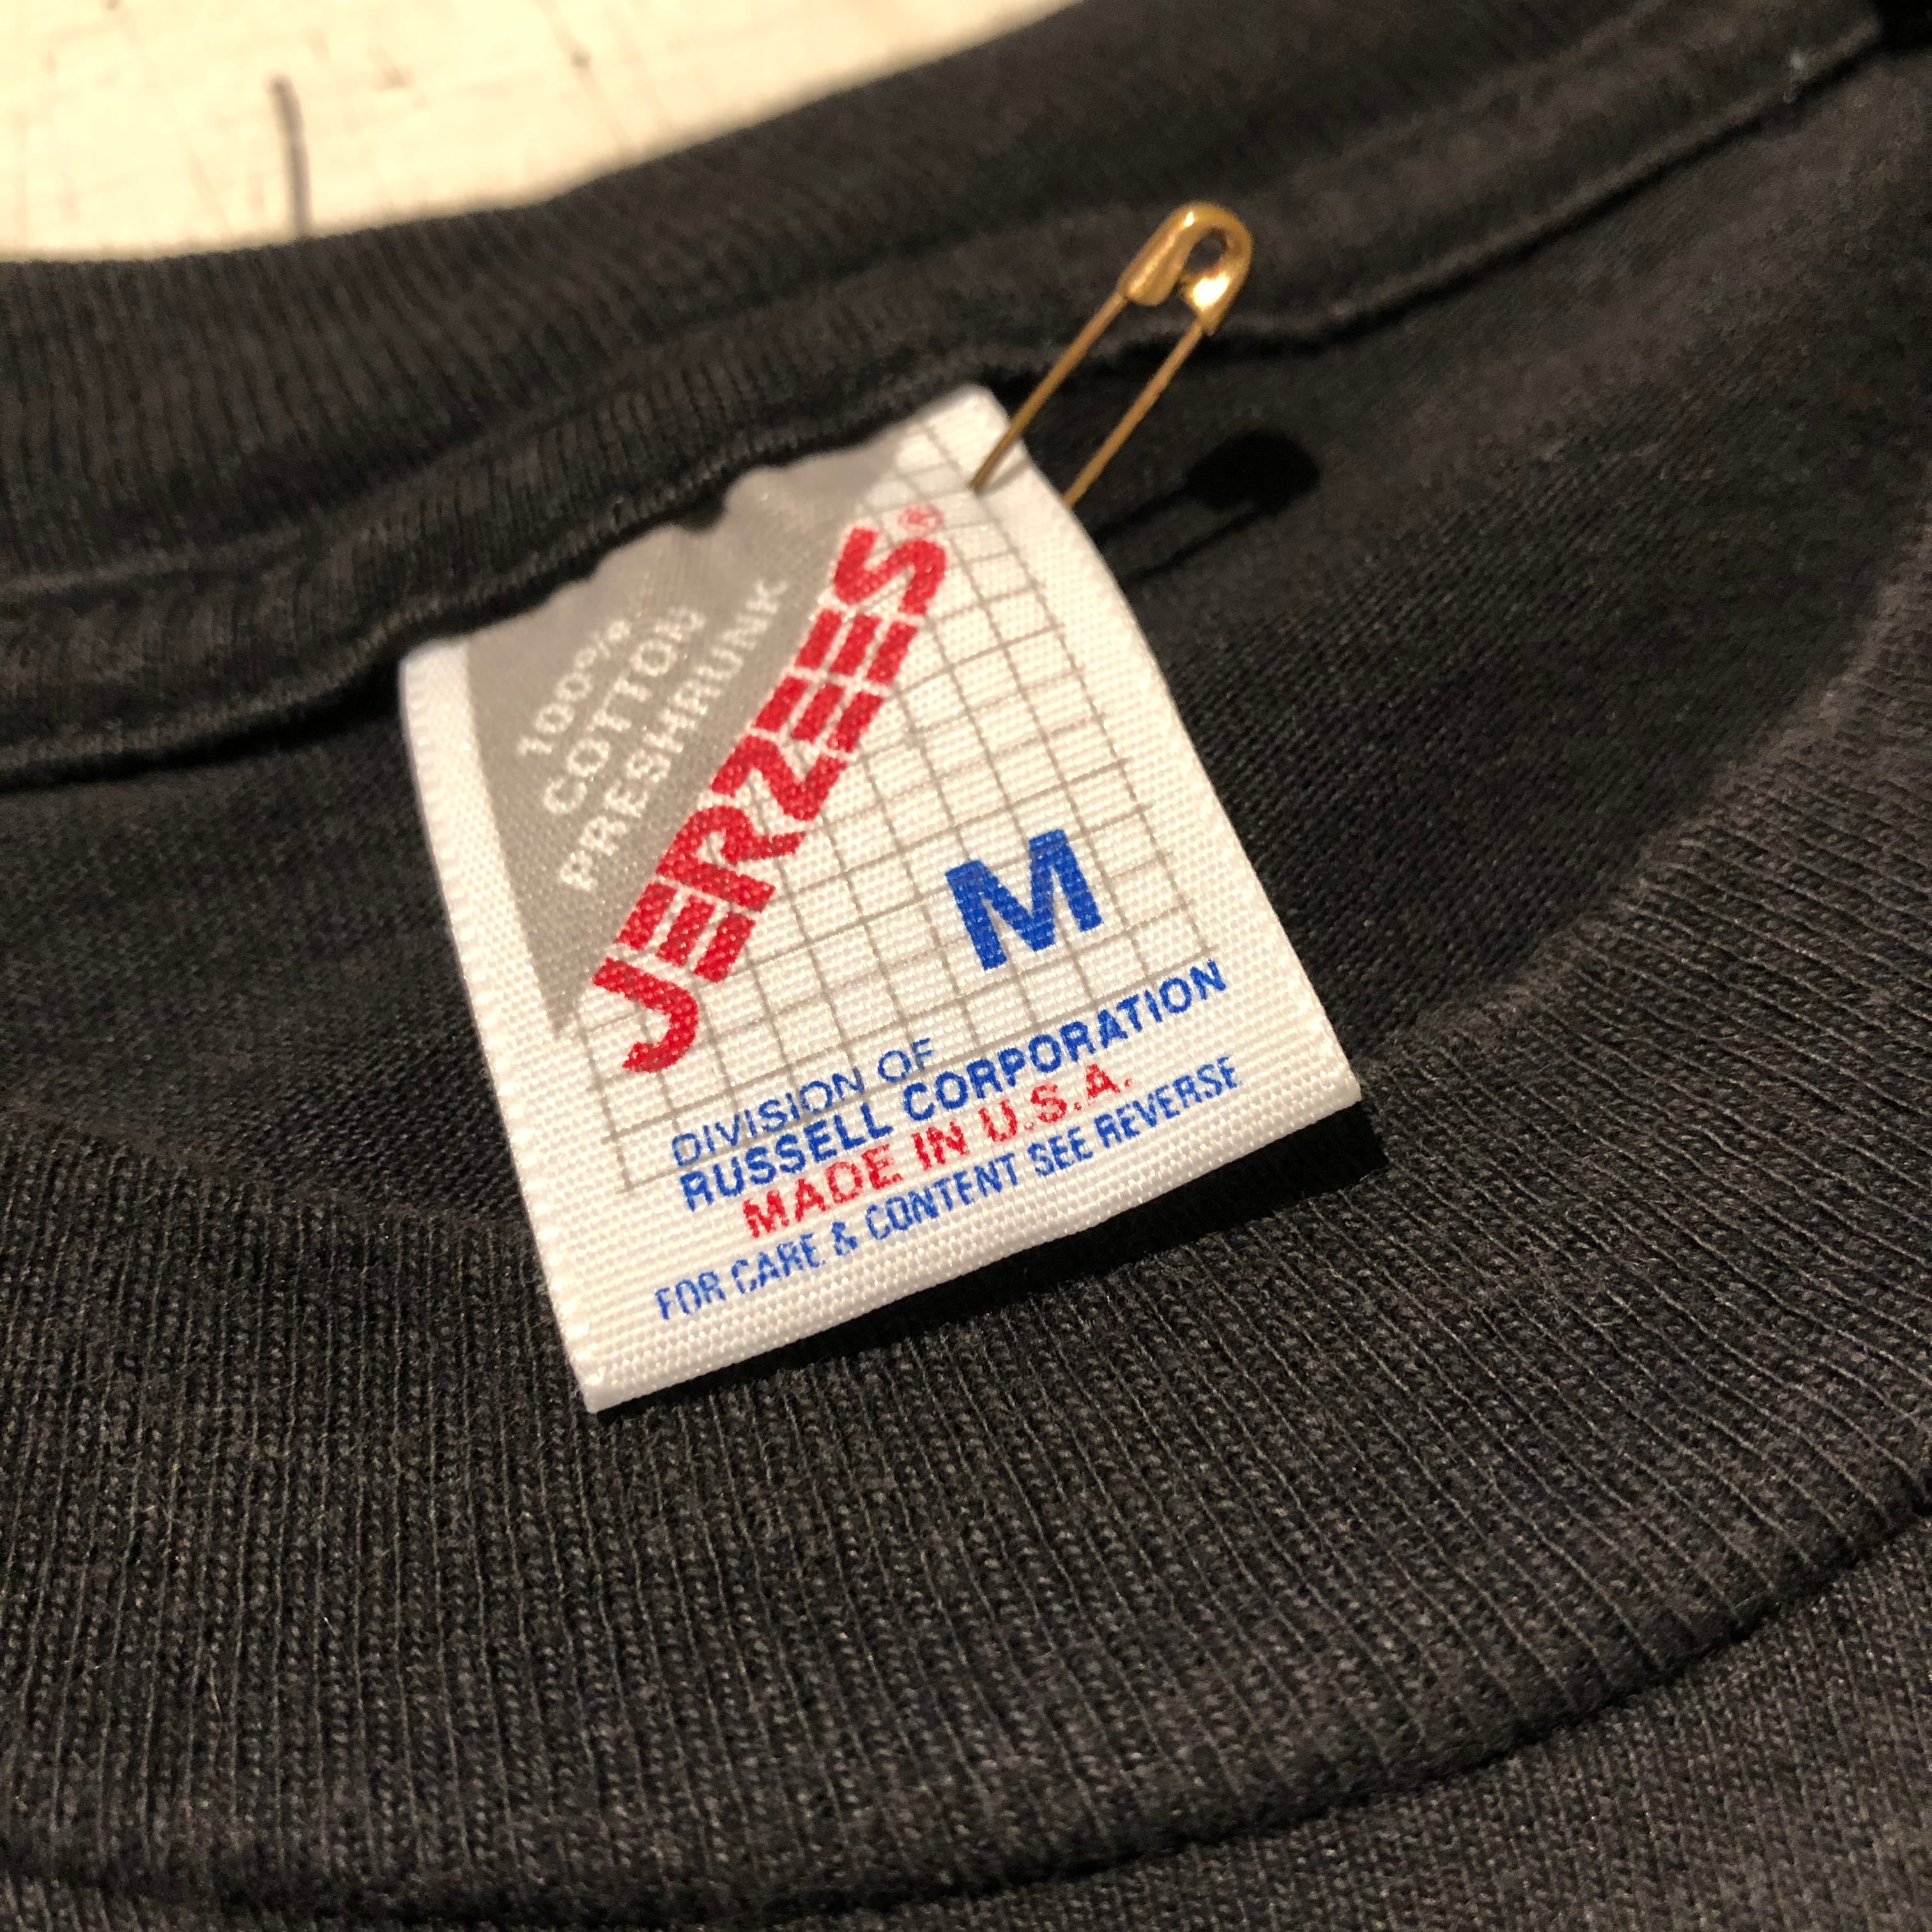 100%
COTTON
PRESHRUNK
JERZEES®
M
DIVISION OF
RUSSELL CORPORATION
MADE IN U.S.A.
FOR CARE & CONTENT SEE REVERSE